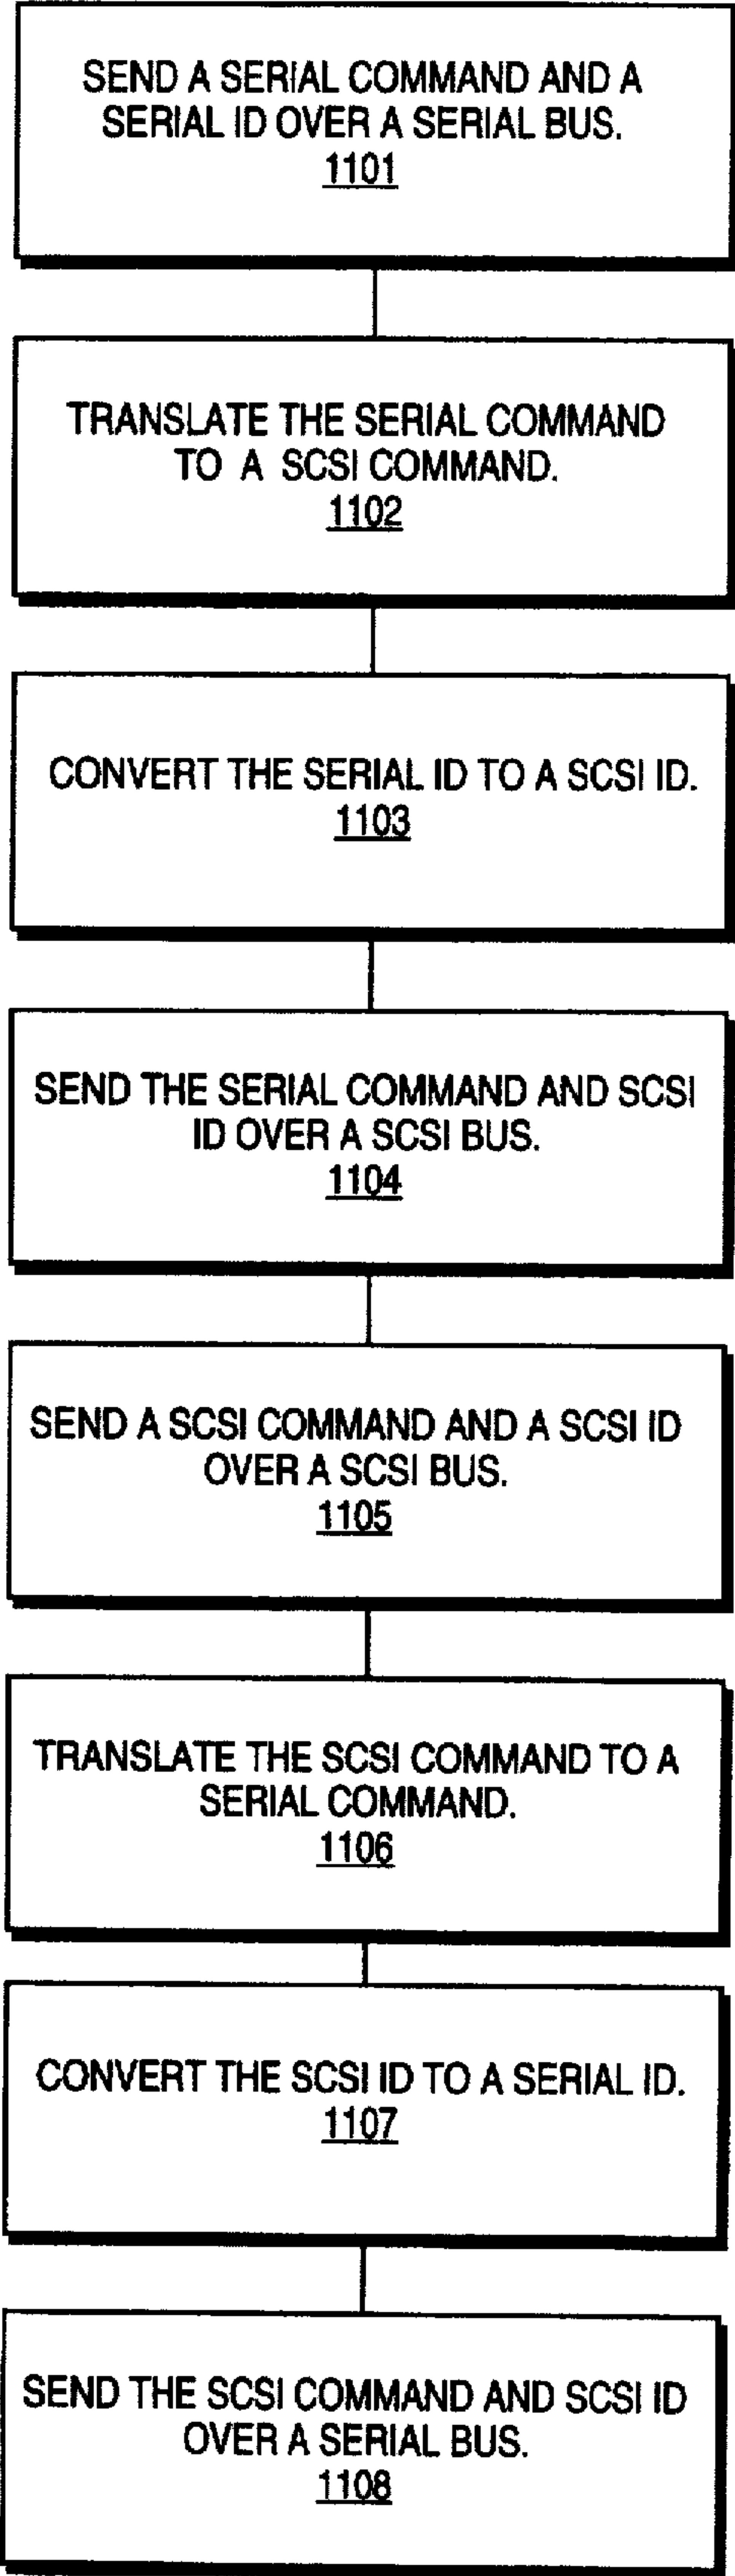 SEND A SERIAL COMMAND AND A
SERIAL ID OVER A SERIAL BUS.
1101
TRANSLATE THE SERIAL COMMAND
TO A SCSI COMMAND.
1102
CONVERT THE SERIAL ID TO A SCSI ID.
1103
SEND THE SERIAL COMMAND AND SCSI
ID OVER A SCSI BUS.
1104
SEND A SCSI COMMAND AND A SCSI ID
OVER A SCSI BUS.
1105
TRANSLATE THE SCSI COMMAND TO A
SERIAL COMMAND.
1106
CONVERT THE SCSI ID TO A SERIAL ID.
1107
SEND THE SCSI COMMAND AND SCSI ID
OVER A SERIAL BUS.
1108